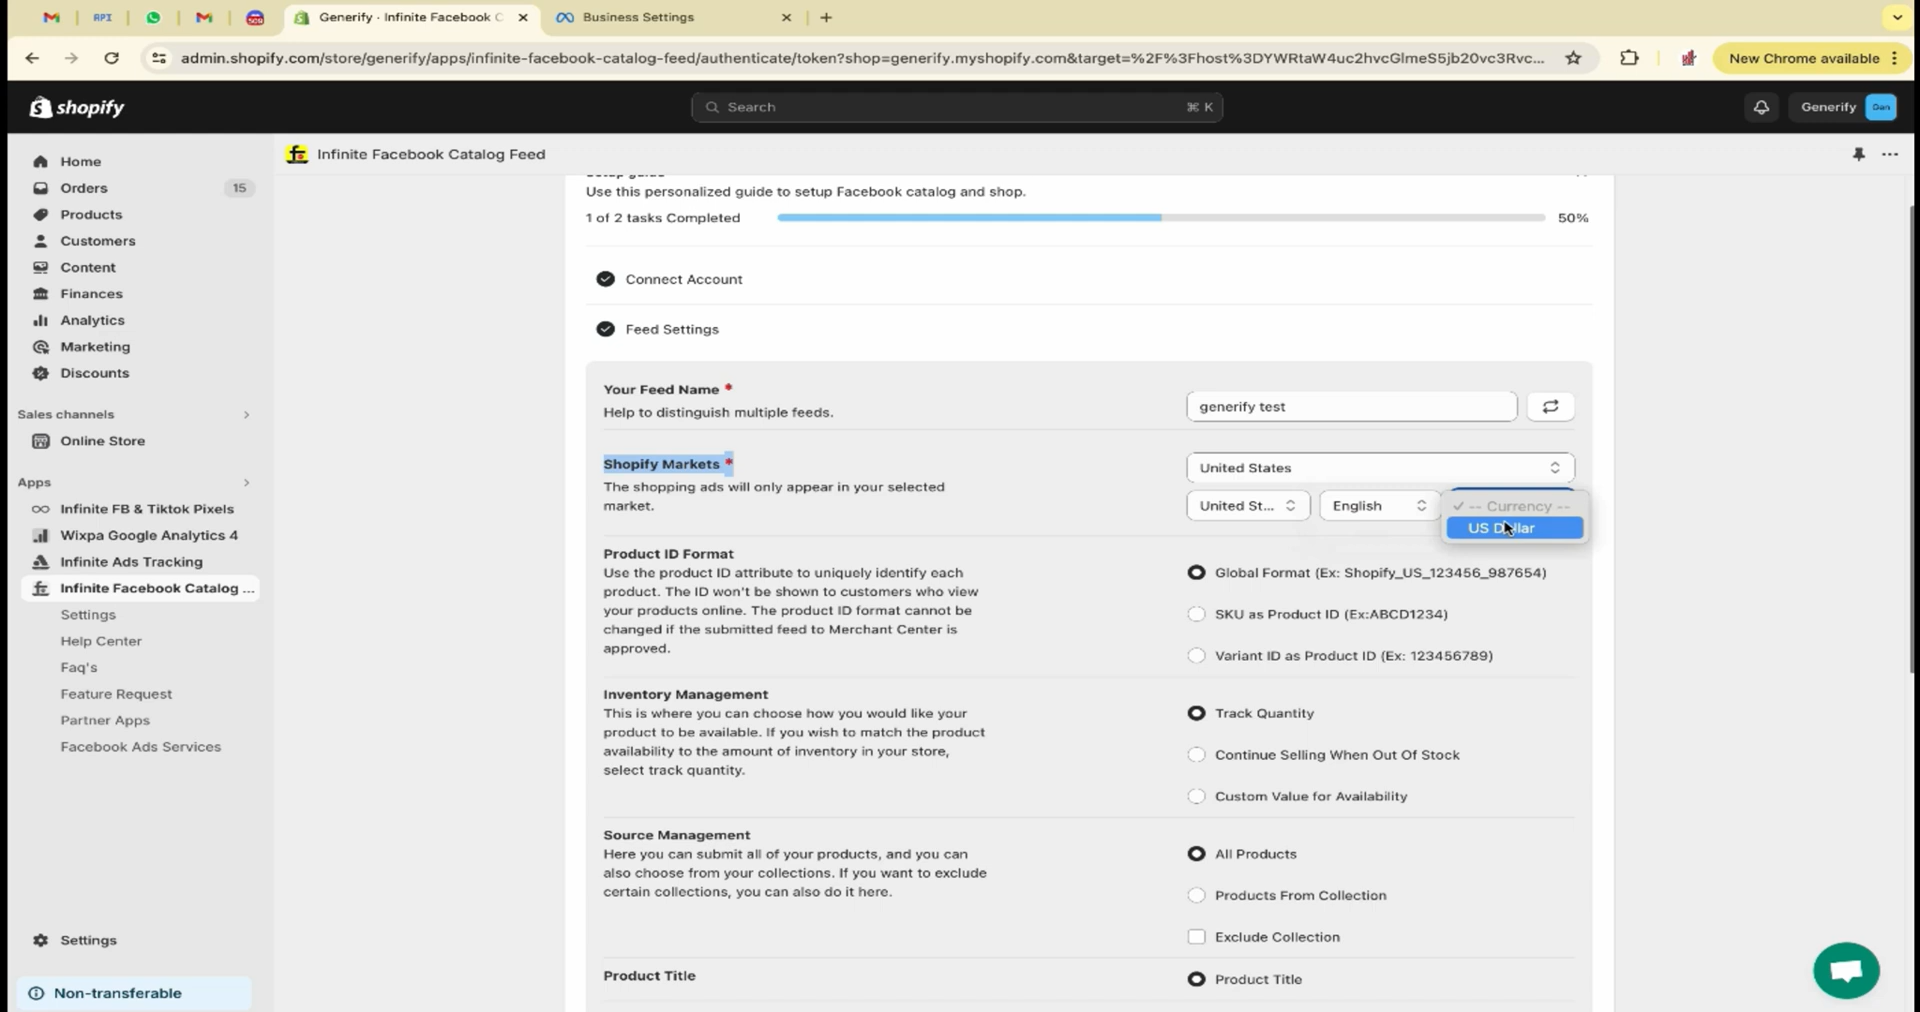 RPI
Generify · Infinite Facebook C
Business Settings
admin.shopify.com/store/generify/apps/infinite-facebook-catalog-feed/authenticate/token?shop=generify.myshopify.com&target=%2F%3Fhost%3DYWRtaW4uc2hvcGlmeS5jb20vc3Rvc...
New Chrome available
shopify
Search
⌘ K
Generify
Gan
Infinite Facebook Catalog Feed
Home
Orders
15
Products
Customers
Content
Finances
Analytics
Marketing
Discounts
Sales channels
Online Store
Apps
Infinite FB & Tiktok Pixels
Wixpa Google Analytics 4
Infinite Ads Tracking
Infinite Facebook Catalog ...
Settings
Help Center
Faq's
Feature Request
Partner Apps
Facebook Ads Services
Settings
Non-transferable
Setup guide
Use this personalized guide to setup Facebook catalog and shop.
1 of 2 tasks Completed
50%
Connect Account
Feed Settings
Your Feed Name *
Help to distinguish multiple feeds.
generify test
Shopify Markets *
The shopping ads will only appear in your selected
market.
United States
United St...
English
-- Currency --
US Dollar
Product ID Format
Use the product ID attribute to uniquely identify each
product. The ID won't be shown to customers who view
your products online. The product ID format cannot be
changed if the submitted feed to Merchant Center is
approved.
Global Format (Ex: Shopify_US_123456_987654)
SKU as Product ID (Ex:ABCD1234)
Variant ID as Product ID (Ex: 123456789)
Inventory Management
This is where you can choose how you would like your
product to be available. If you wish to match the product
availability to the amount of inventory in your store,
select track quantity.
Track Quantity
Continue Selling When Out Of Stock
Custom Value for Availability
Source Management
Here you can submit all of your products, and you can
also choose from your collections. If you want to exclude
certain collections, you can also do it here.
All Products
Products From Collection
Exclude Collection
Product Title
Product Title